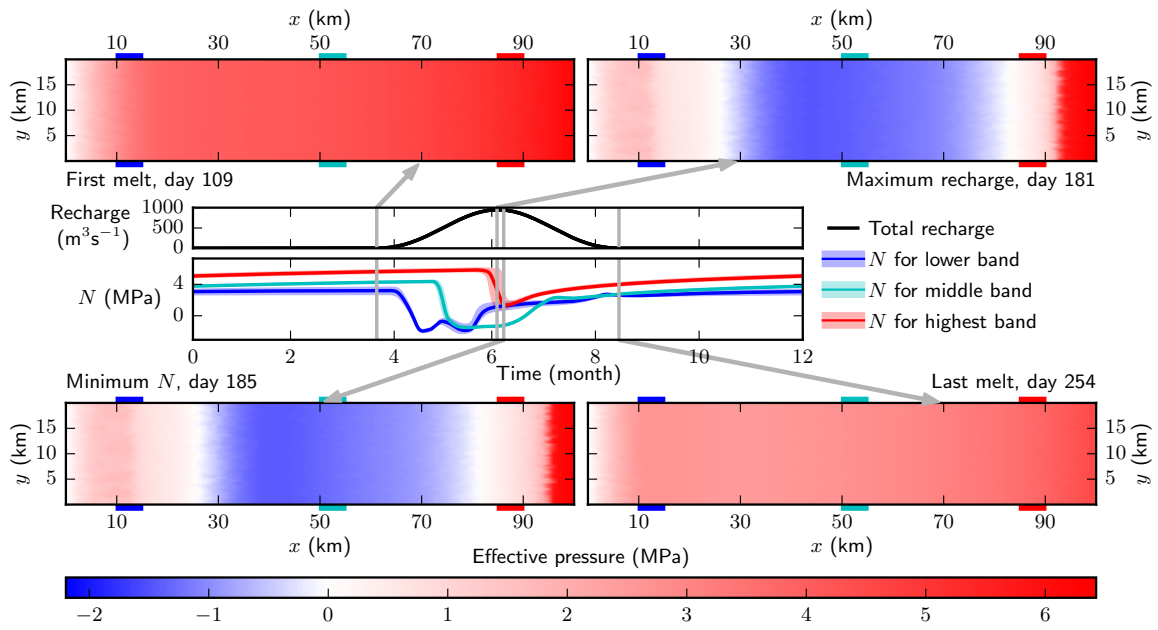 x (km)
x (km)
10 30 50 70 90
10 30 50 70 90
y (km)
15
10
5
15
10
5
y (km)
First melt, day 109
Maximum recharge, day 181
Recharge
(m³s⁻¹)
1000
500
0
Total recharge
N for lower band
N for middle band
N for highest band
N (MPa)
4
0
0 2 4 6 8 10 12
Time (month)
Minimum N, day 185
Last melt, day 254
y (km)
15
10
5
15
10
5
y (km)
10 30 50 70 90
10 30 50 70 90
x (km)
x (km)
Effective pressure (MPa)
−2 −1 0 1 2 3 4 5 6